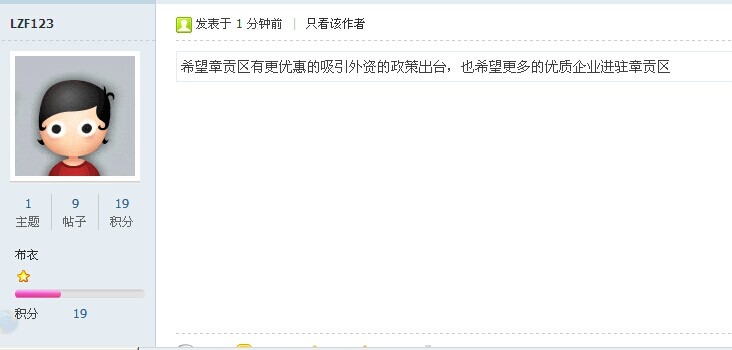 LZF123
发表于 1 分钟前 | 只看该作者
希望章贡区有更优惠的吸引外资的政策出台，也希望更多的优质企业进驻章贡区
1 9 19
主题 帖子 积分
布衣
积分 19